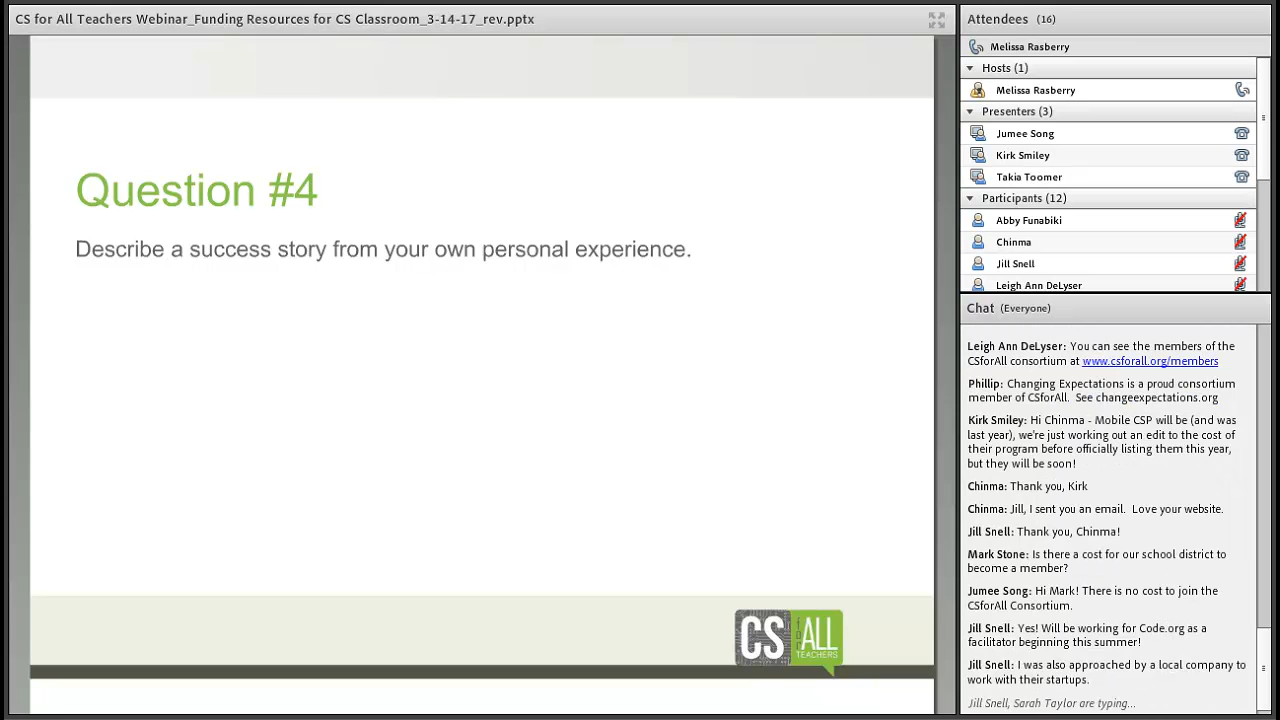 CS for All Teachers Webinar_Funding Resources for CS Classroom_3-14-17_rev.pptx
Question #4
Describe a success story from your own personal experience.
CS
for
ALL
TEACHERS
Attendees (16)
Melissa Rasberry
Hosts (1)
Melissa Rasberry
Presenters (3)
Jumee Song
Kirk Smiley
Takia Toomer
Participants (12)
Abby Funabiki
Chinma
Jill Snell
Leigh Ann DeLyser
Chat (Everyone)
Leigh Ann DeLyser: You can see the members of the
CSforAll consortium at www.csforall.org/members
Phillip: Changing Expectations is a proud consortium
member of CSforAll. See changeexpectations.org
Kirk Smiley: Hi Chinma - Mobile CSP will be (and was
last year), we're just working out an edit to the cost of
their program before officially listing them this year,
but they will be soon!
Chinma: Thank you, Kirk
Chinma: Jill, I sent you an email. Love your website.
Jill Snell: Thank you, Chinma!
Mark Stone: Is there a cost for our school district to
become a member?
Jumee Song: Hi Mark! There is no cost to join the
CSforAll Consortium.
Jill Snell: Yes! Will be working for Code.org as a
facilitator beginning this summer!
Jill Snell: I was also approached by a local company to
work with their startups.
Jill Snell, Sarah Taylor are typing...